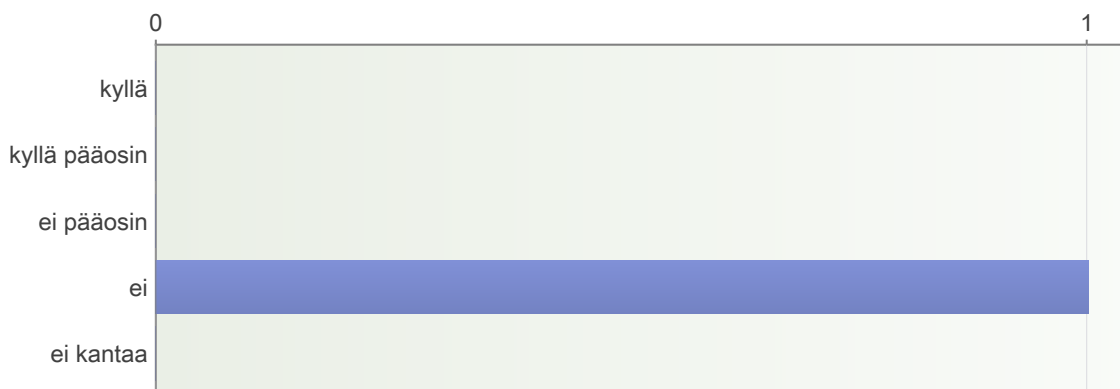 0 1
kyllä
kyllä pääosin
ei pääosin
ei
ei kantaa